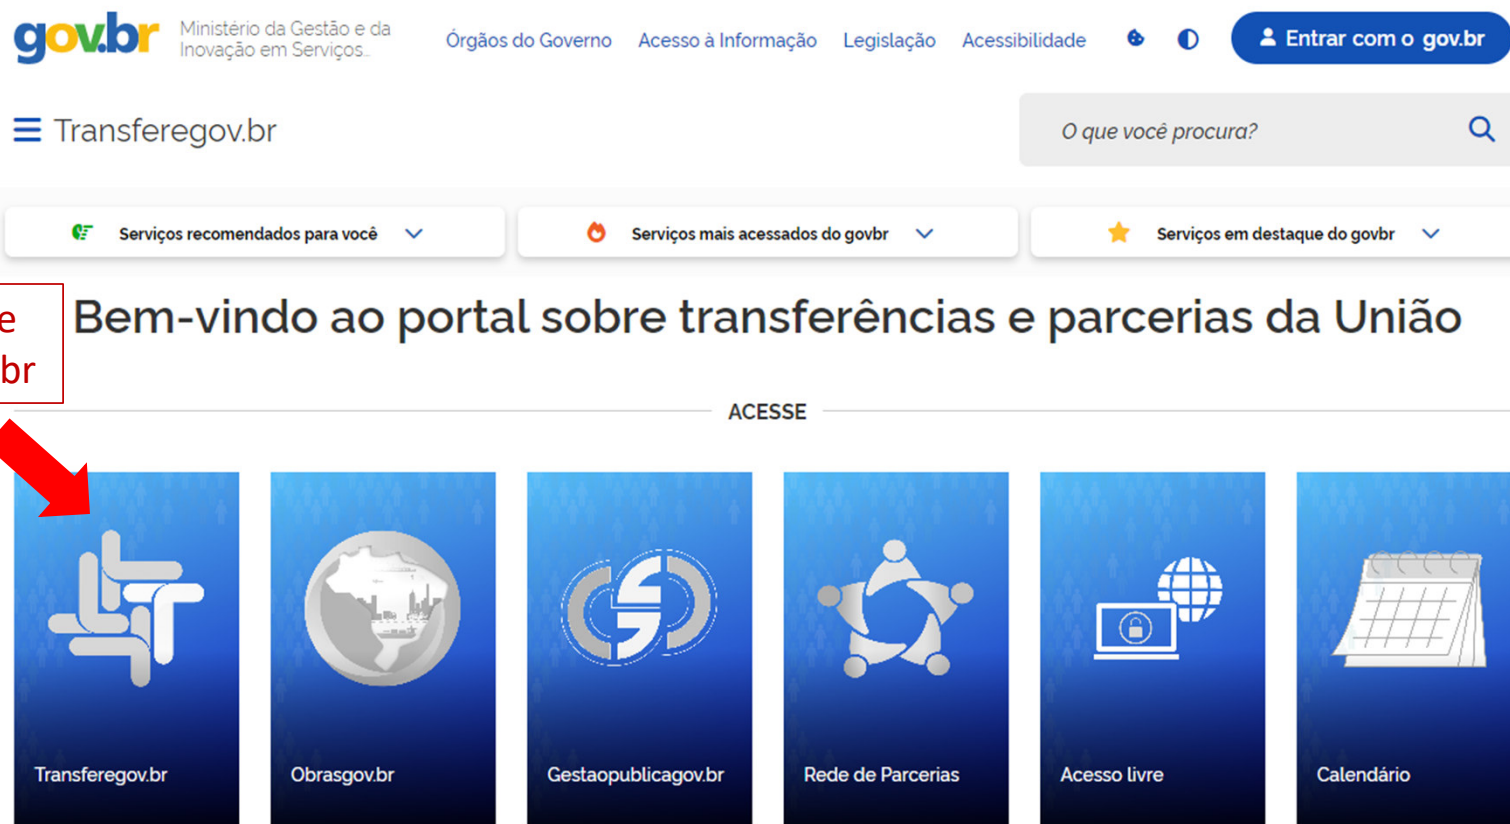 gov.br
Ministério da Gestão e da
Inovação em Serviços...
Órgãos do Governo Acesso à Informação Legislação Acessibilidade
Entrar com o gov.br
Transferegov.br
O que você procura?
Serviços recomendados para você
Serviços mais acessados do govbr
Serviços em destaque do govbr
e
br
Bem-vindo ao portal sobre transferências e parcerias da União
ACESSE
Transferegov.br
Obrasgov.br
Gestaopublicagov.br
Rede de Parcerias
Acesso livre
Calendário